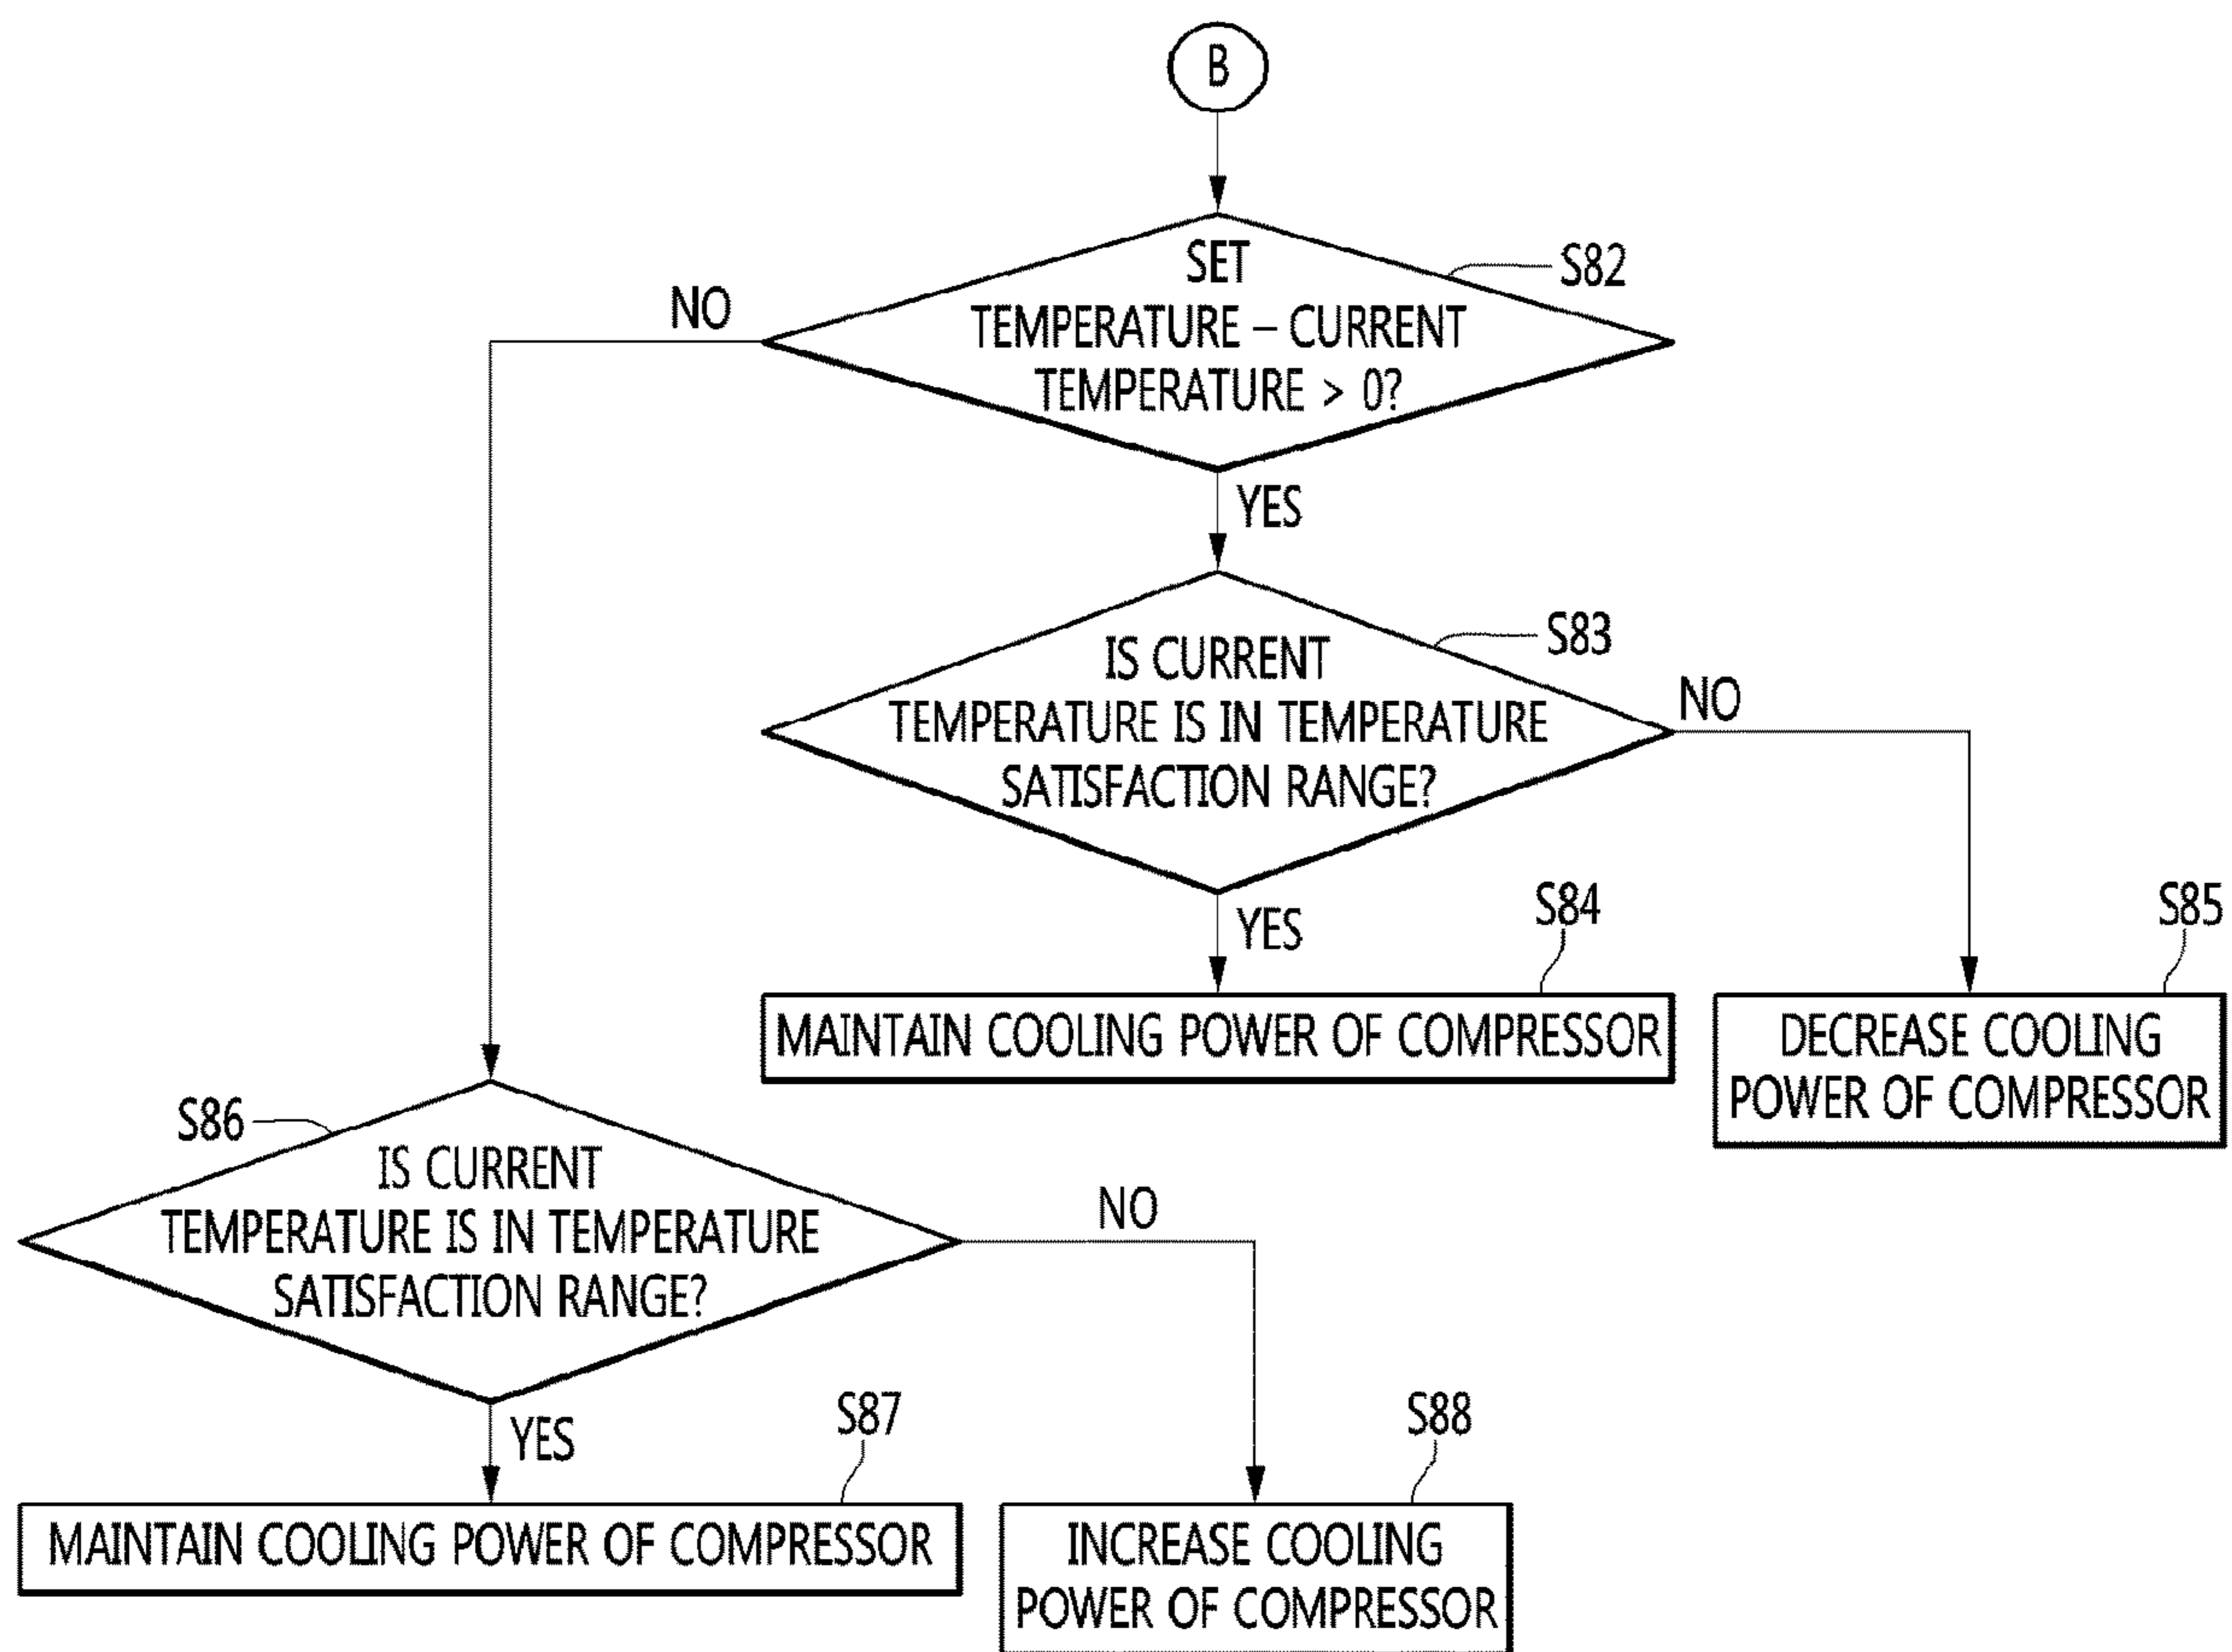 B
SET
TEMPERATURE – CURRENT
TEMPERATURE > 0?
S82
NO
YES
IS CURRENT
TEMPERATURE IS IN TEMPERATURE
SATISFACTION RANGE?
S83
NO
YES
S84
MAINTAIN COOLING POWER OF COMPRESSOR
S85
DECREASE COOLING
POWER OF COMPRESSOR
S86
IS CURRENT
TEMPERATURE IS IN TEMPERATURE
SATISFACTION RANGE?
NO
YES
S87
MAINTAIN COOLING POWER OF COMPRESSOR
S88
INCREASE COOLING
POWER OF COMPRESSOR